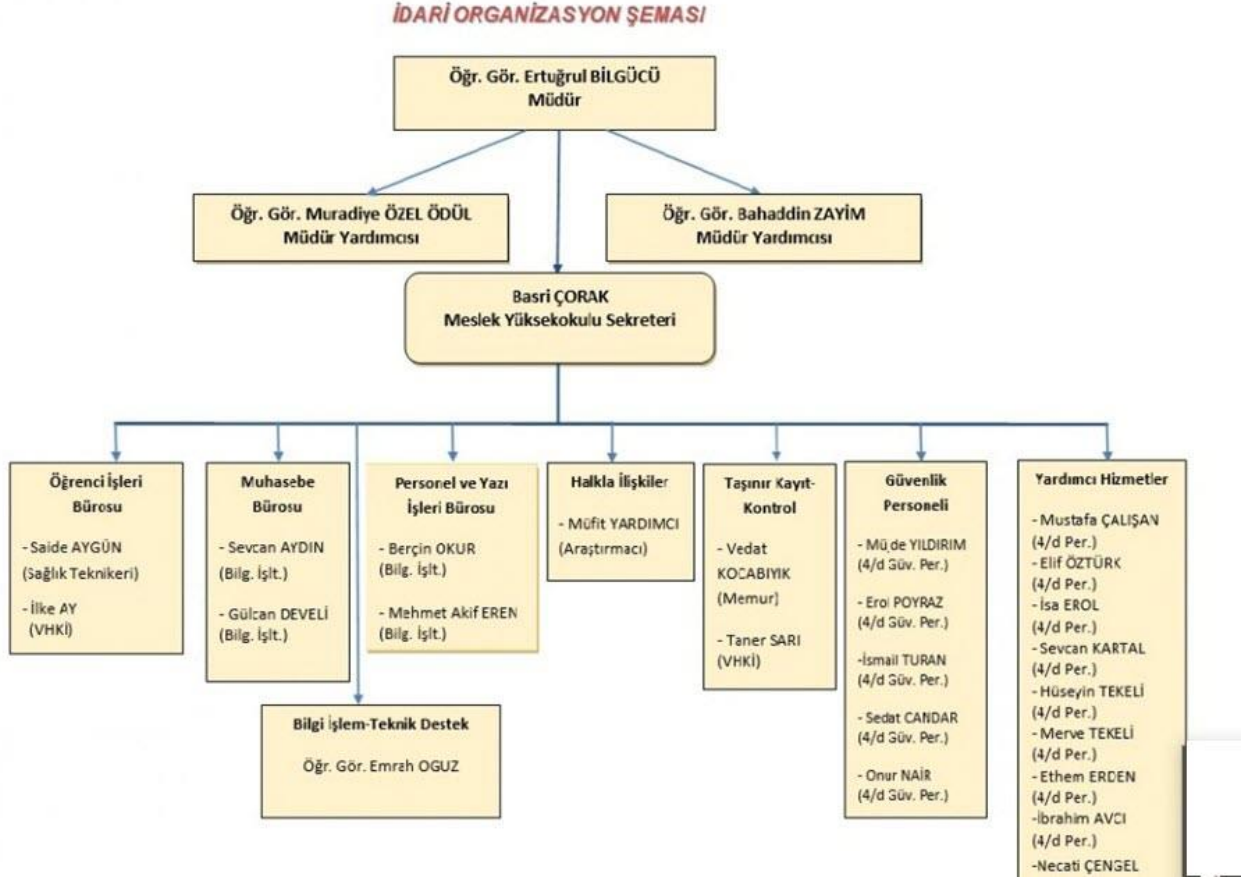 İDARİ ORGANİZASYON ŞEMASI
Öğr. Gör. Ertuğrul BİLGÜCÜ
Müdür
Öğr. Gör. Muradiye ÖZEL ÖDÜL
Müdür Yardımcısı
Öğr. Gör. Bahaddin ZAYİM
Müdür Yardımcısı
Basri ÇORAK
Meslek Yüksekokulu Sekreteri
Öğrenci İşleri
Bürosu
- Saide AYGÜN
(Sağlık Teknikeri)
- İlke AY
(VHKİ)
Muhasebe
Bürosu
- Sevcan AYDIN
(Bilg. İşlt.)
- Gülcan DEVELİ
(Bilg. İşlt.)
Personel ve Yazı
İşleri Bürosu
- Berçin OKUR
(Bilg. İşlt.)
- Mehmet Akif EREN
(Bilg. İşlt.)
Halkla İlişkiler
- Müfit YARDIMCI
(Araştırmacı)
Taşınır Kayıt-
Kontrol
- Vedat
KOCABIYIK
(Memur)
- Taner SARI
(VHKİ)
Güvenlik
Personeli
- Müjde YILDIRIM
(4/d Güv. Per.)
- Erol POYRAZ
(4/d Güv. Per.)
-İsmail TURAN
(4/d Güv. Per.)
- Sedat CANDAR
(4/d Güv. Per.)
- Onur NAİR
(4/d Güv. Per.)
Yardımcı Hizmetler
- Mustafa ÇALIŞAN
(4/d Per.)
- Elif ÖZTÜRK
(4/d Per.)
- İsa EROL
(4/d Per.)
- Sevcan KARTAL
(4/d Per.)
- Hüseyin TEKELİ
(4/d Per.)
- Merve TEKELİ
(4/d Per.)
- Ethem ERDEN
(4/d Per.)
-İbrahim AVCI
(4/d Per.)
-Necati ÇENGEL
Bilgi İşlem-Teknik Destek
Öğr. Gör. Emrah OGUZ